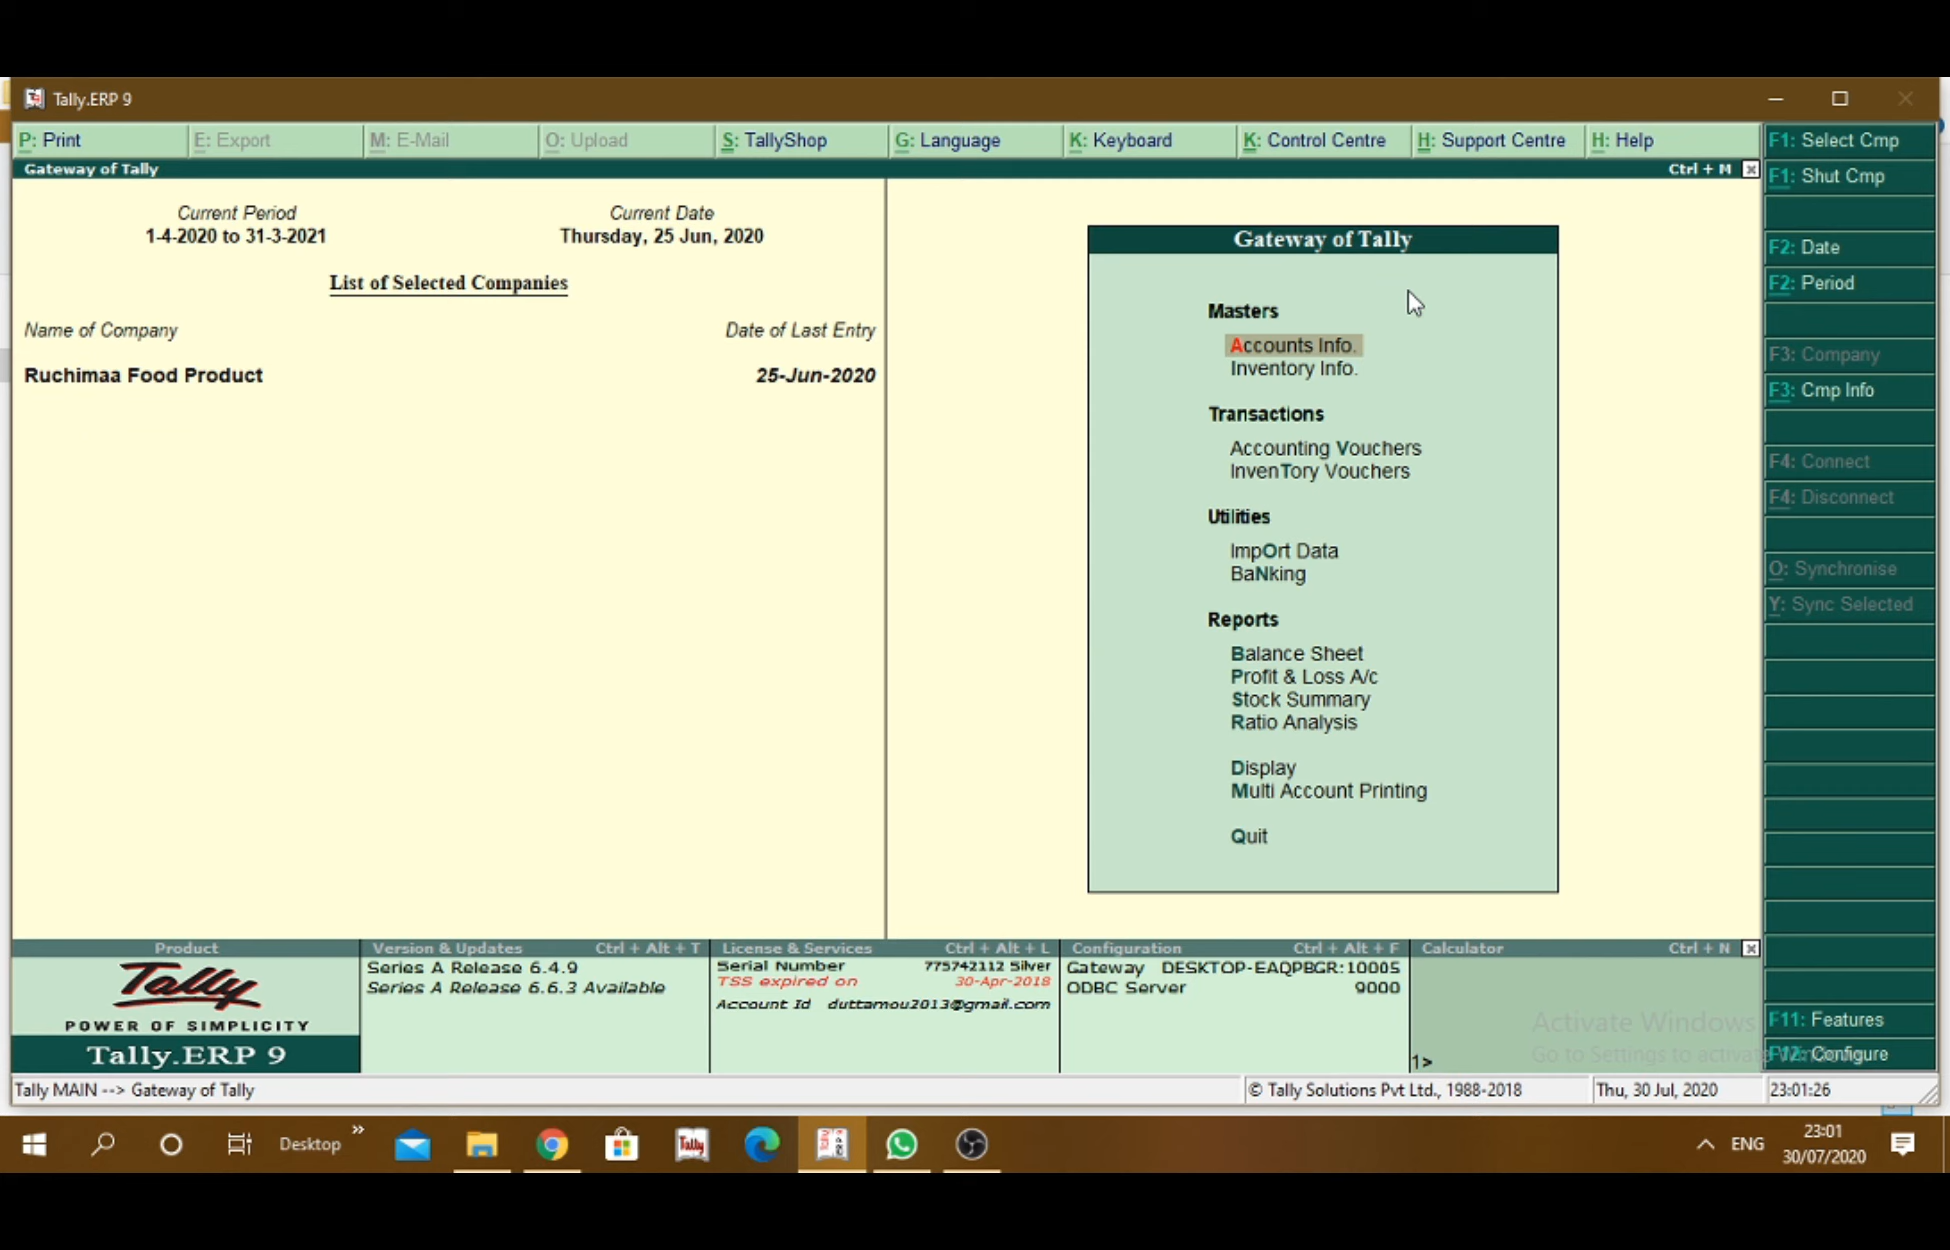 Tally.ERP 9
P: Print
E: Export
M: E-Mail
O: Upload
S: TallyShop
G: Language
K: Keyboard
K: Control Centre
H: Support Centre
H: Help
Gateway of Tally
Ctrl + M
Current Period
1-4-2020 to 31-3-2021
Current Date
Thursday, 25 Jun, 2020
List of Selected Companies
Name of Company
Date of Last Entry
Ruchimaa Food Product
25-Jun-2020
Gateway of Tally
Masters
Accounts Info.
Inventory Info.
Transactions
Accounting Vouchers
InvenTory Vouchers
Utilities
ImpOrt Data
BaNking
Reports
Balance Sheet
Profit & Loss A/c
Stock Summary
Ratio Analysis
Display
Multi Account Printing
Quit
F1: Select Cmp
F1: Shut Cmp
F2: Date
F2: Period
F3: Company
F3: Cmp Info
F4: Connect
F4: Disconnect
O: Synchronise
Y: Sync Selected
F11: Features
F12: Configure
Product
Tally
POWER OF SIMPLICITY
Tally.ERP 9
Version & Updates Ctrl + Alt + T
Series A Release 6.4.9
Series A Release 6.6.3 Available
License & Services Ctrl + Alt + L
Serial Number 775742112 Silver
TSS expired on 30-Apr-2018
Account Id duttamou2013@gmail.com
Configuration Ctrl + Alt + F
Gateway DESKTOP-EAQPBGR:10005
ODBC Server 9000
Calculator Ctrl + N
1>
Activate Windows
Go to Settings to activate
Tally MAIN --> Gateway of Tally
© Tally Solutions Pvt Ltd., 1988-2018
Thu, 30 Jul, 2020
23:01:26
Desktop
ENG
23:01
30/07/2020